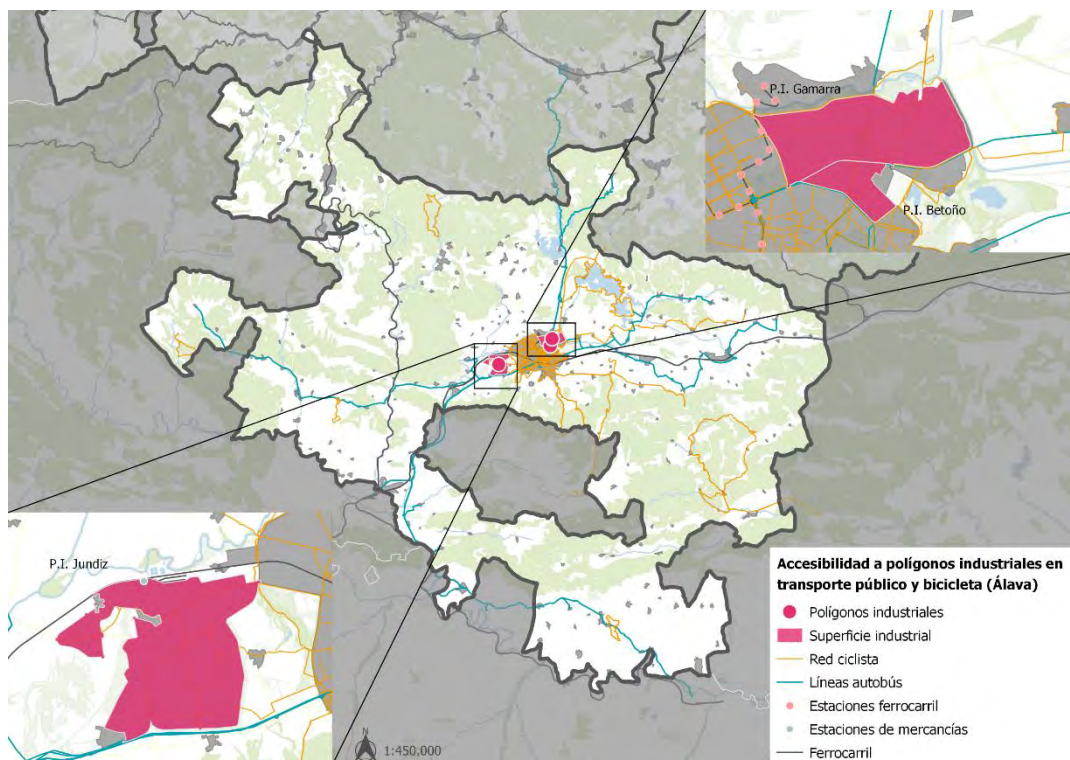 P.I. Gamarra
P.I. Betoño
P.I. Jundiz
N
1:450,000
Accesibilidad a polígonos industriales en
transporte público y bicicleta (Álava)
Polígonos industriales
Superficie industrial
Red ciclista
Líneas autobús
Estaciones ferrocarril
Estaciones de mercancías
Ferrocarril